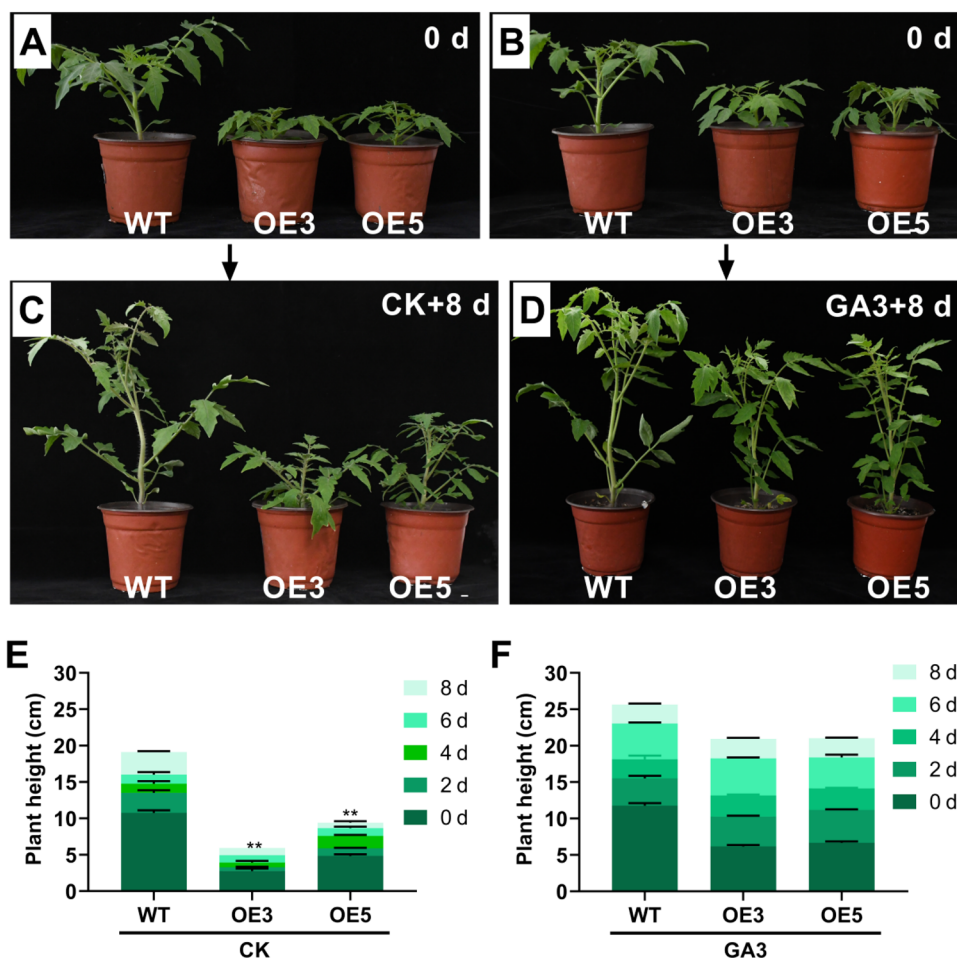 A
0 d
WT
OE3
OE5
B
0 d
WT
OE3
OE5
C
CK+8 d
WT
OE3
OE5
D
GA3+8 d
WT
OE3
OE5
E
Plant height (cm)
30
25
20
15
10
5
0
**
**
8 d
6 d
4 d
2 d
0 d
WT
OE3
OE5
CK
F
Plant height (cm)
30
25
20
15
10
5
0
8 d
6 d
4 d
2 d
0 d
WT
OE3
OE5
GA3